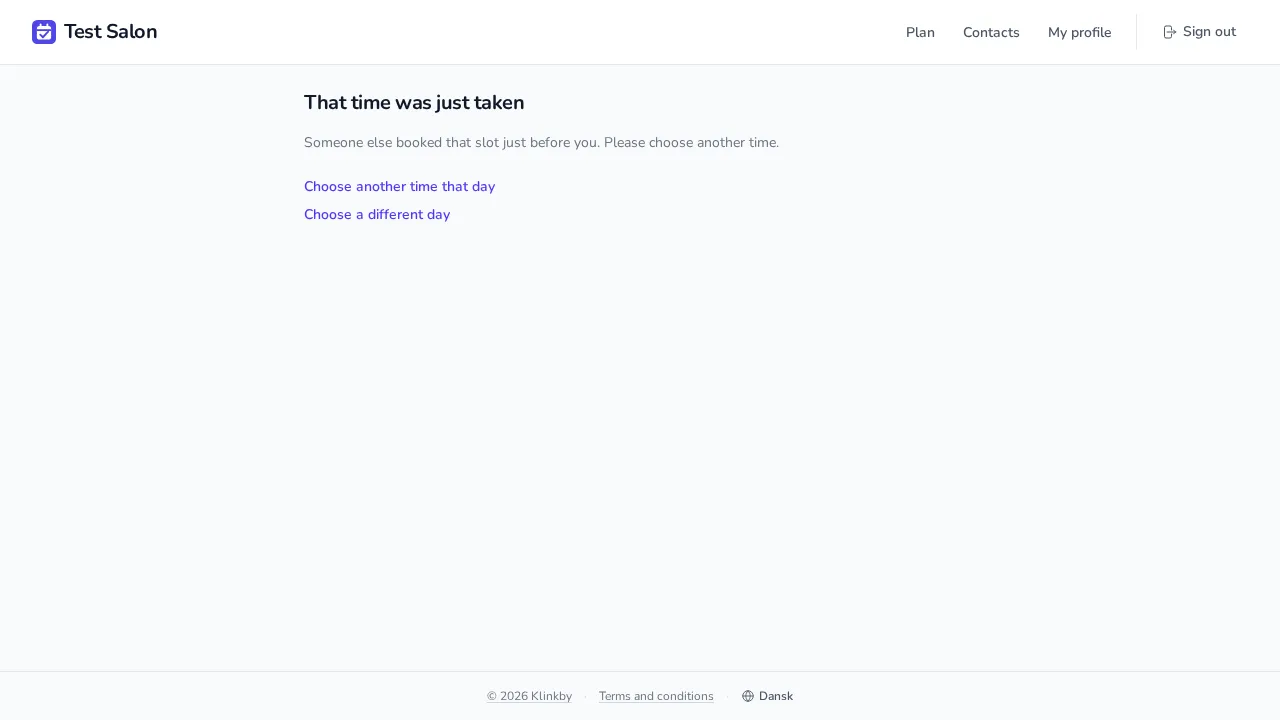 Test Salon
Plan
Contacts
My profile
Sign out
That time was just taken
Someone else booked that slot just before you. Please choose another time.
Choose another time that day
Choose a different day
© 2026 Klinkby · Terms and conditions · Dansk